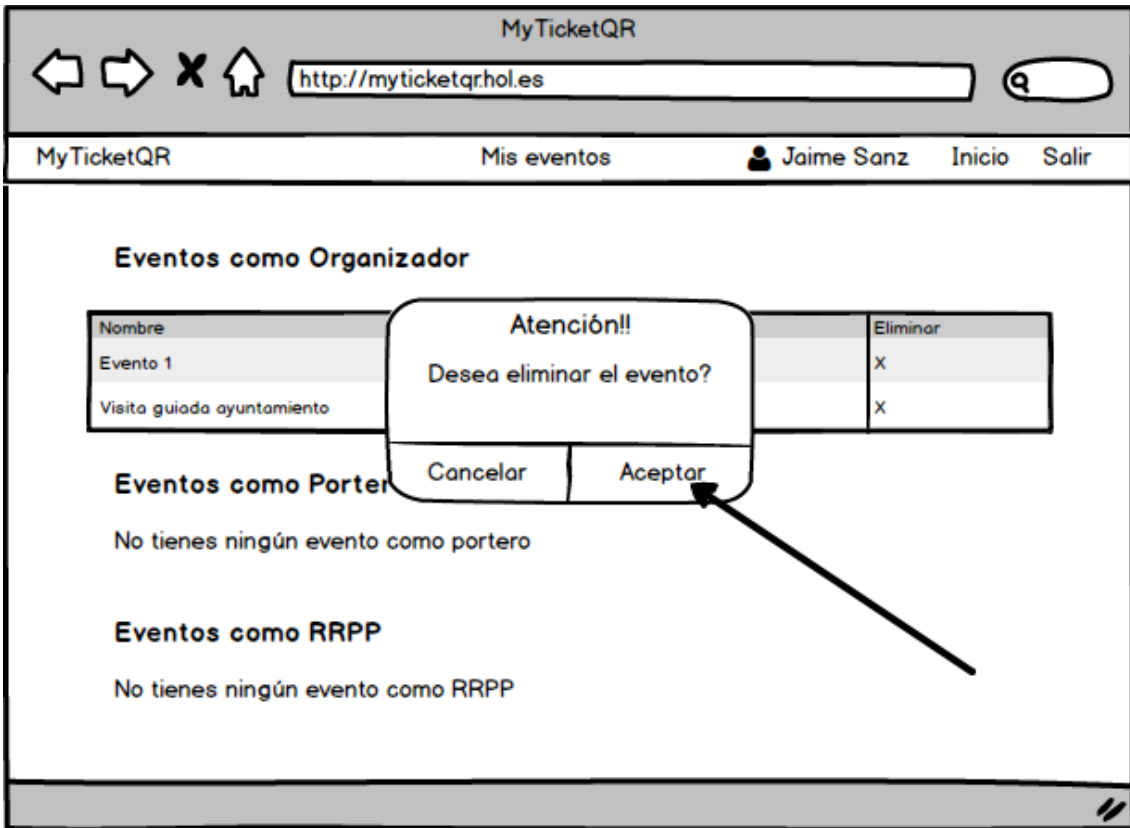 MyTicketQR
http://myticketqr.hol.es
MyTicketQR Mis eventos Jaime Sanz Inicio Salir
Eventos como Organizador
Nombre Eliminar
Evento 1 X
Visita guiada ayuntamiento X
Atención!!
Desea eliminar el evento?
Cancelar Aceptar
Eventos como Porter
No tienes ningún evento como portero
Eventos como RRPP
No tienes ningún evento como RRPP